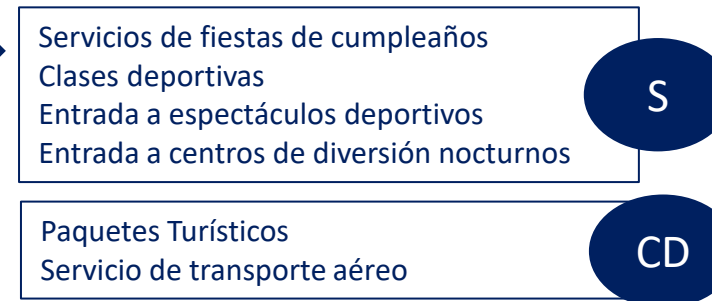 Servicios de fiestas de cumpleaños
Clases deportivas
Entrada a espectáculos deportivos
Entrada a centros de diversión nocturnos
S
Paquetes Turísticos
Servicio de transporte aéreo
CD